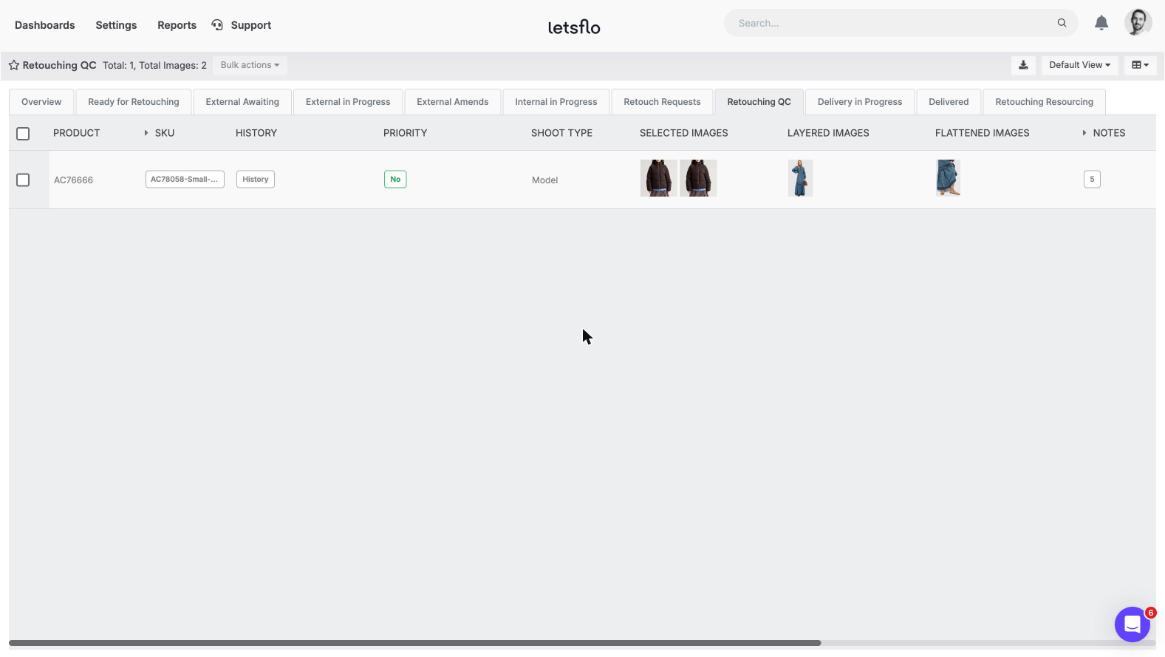 Dashboards Settings Reports Support letsflo Search...
Retouching QC Total: 1, Total Images: 2 Bulk actions Default View
Overview Ready for Retouching External Awaiting External in Progress External Amends Internal in Progress Retouch Requests Retouching QC Delivery in Progress Delivered Retouching Resourcing
PRODUCT SKU HISTORY PRIORITY SHOOT TYPE SELECTED IMAGES LAYERED IMAGES FLATTENED IMAGES NOTES
AC76666 AC78058-Small-... History No Model 5
6